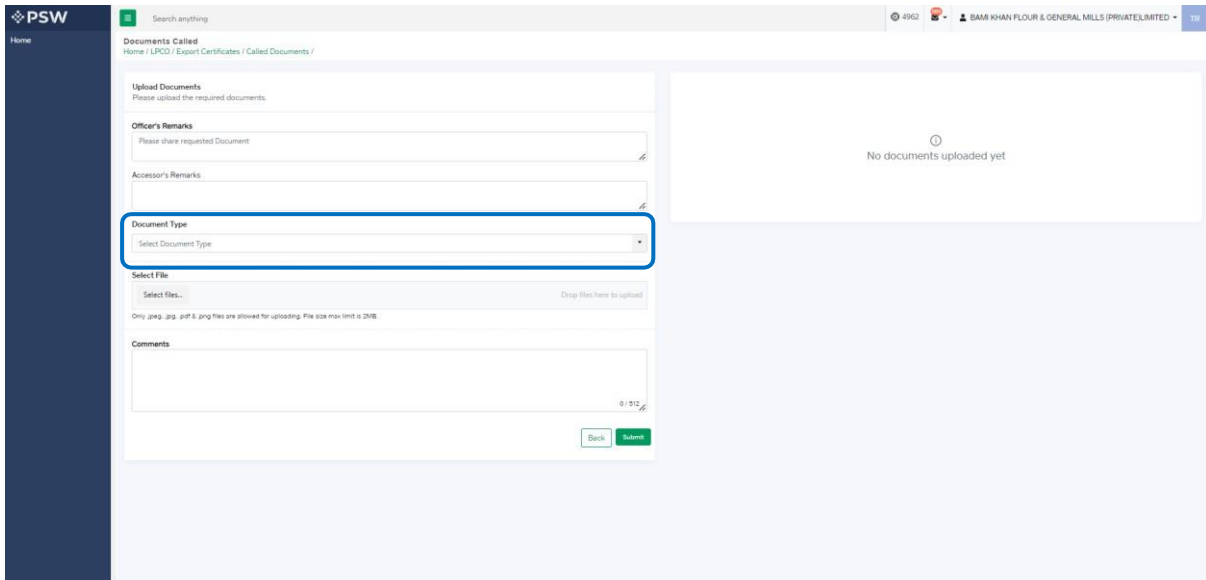 PSW
Search anything
4962
BAMI KHAN FLOUR & GENERAL MILLS (PRIVATE)LIMITED
TR
Home
Documents Called
Home / LPCO / Export Certificates / Called Documents /
Upload Documents
Please upload the required documents.
Officer's Remarks
Please share requested Document
No documents uploaded yet
Accessor's Remarks
Document Type
Select Document Type
Select File
Select files...
Drop files here to upload
Only .jpeg, .jpg, .pdf & .png files are allowed for uploading. File size max limit is 2MB.
Comments
0 / 512
Back
Submit